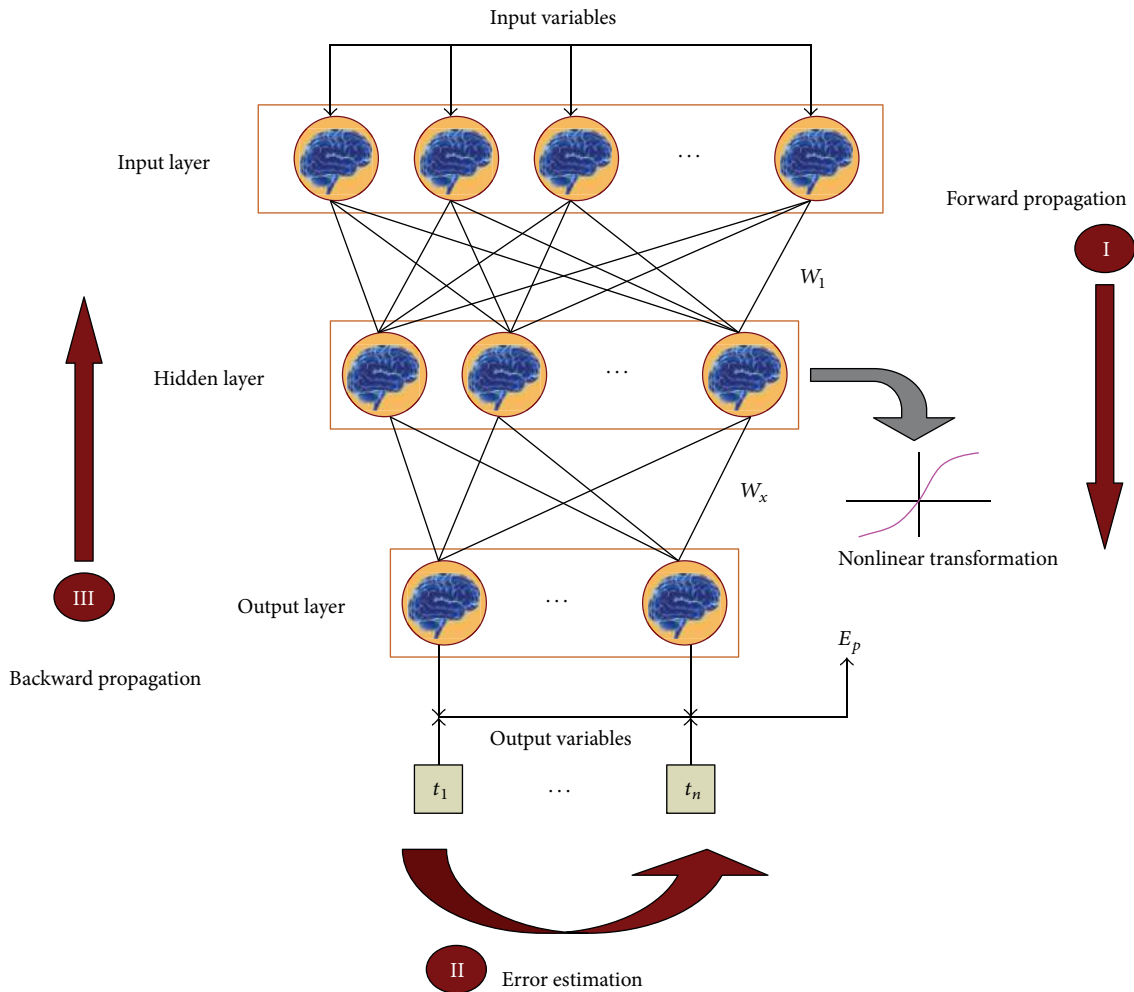 Input variables
Input layer
...
Forward propagation
I
W1
Hidden layer
...
Wx
Nonlinear transformation
III
Output layer
...
Ep
Backward propagation
Output variables
t1
...
tn
II
Error estimation